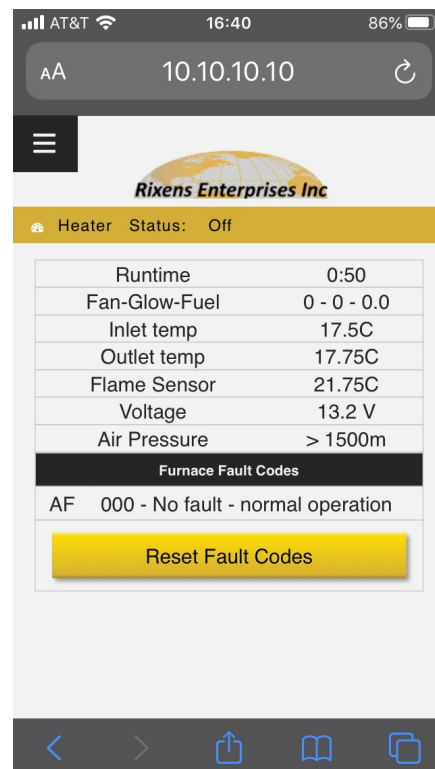 AT&T 16:40 86%
AA 10.10.10.10
Rixens Enterprises Inc
Heater Status: Off
Runtime 0:50
Fan-Glow-Fuel 0 - 0 - 0.0
Inlet temp 17.5C
Outlet temp 17.75C
Flame Sensor 21.75C
Voltage 13.2 V
Air Pressure > 1500m
Furnace Fault Codes
AF 000 - No fault - normal operation
Reset Fault Codes